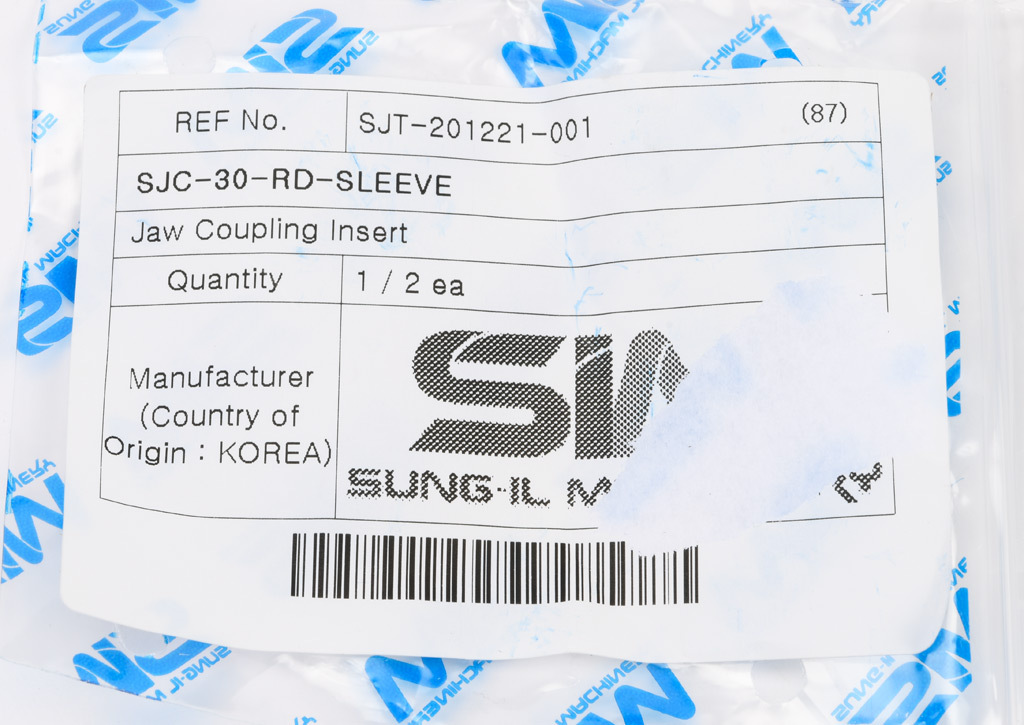 REF No. SJT-201221-001 (87)
SJC-30-RD-SLEEVE
Jaw Coupling Insert
Quantity 1 / 2 ea
Manufacturer
(Country of
Origin : KOREA)
SUNG-IL